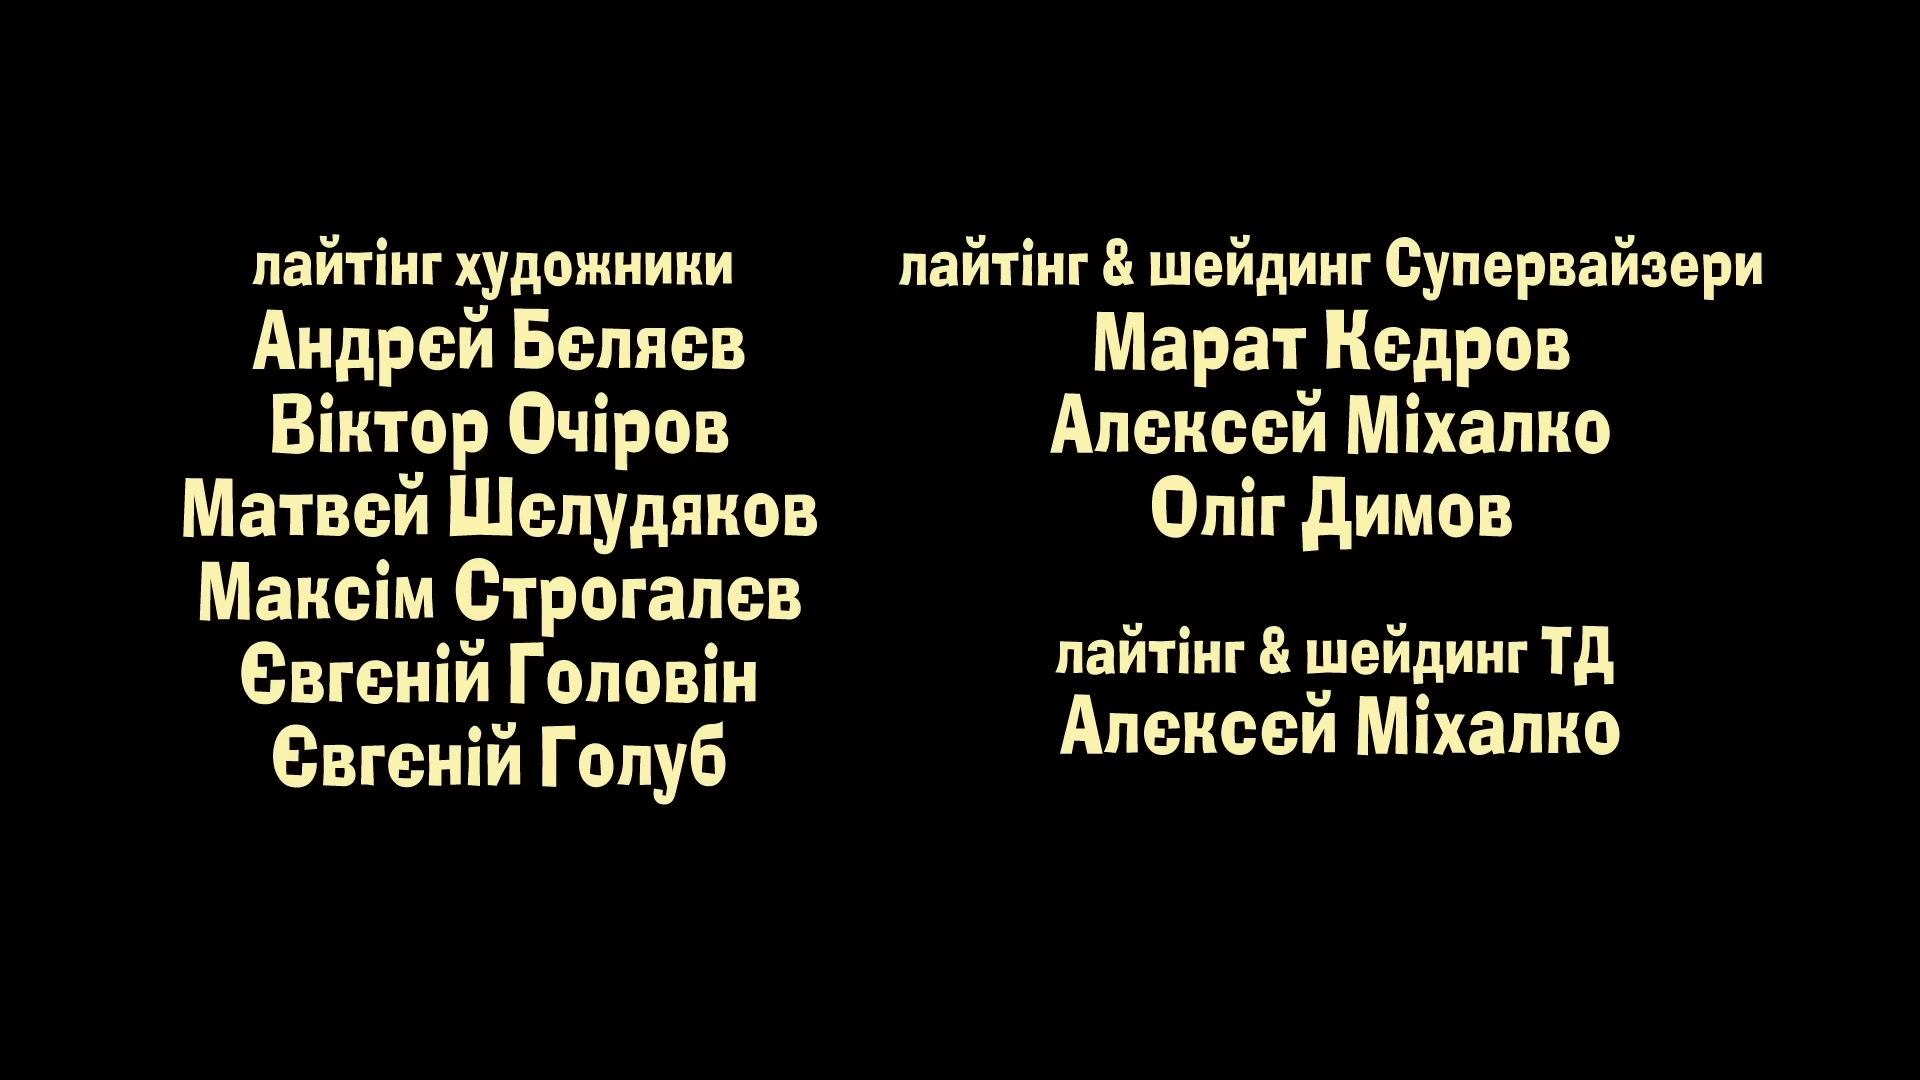 лайтінг художники
Андрєй Бєляєв
Віктор Очіров
Матвєй Шєлудяков
Максім Строгалєв
Євгєній Головін
Євгєній Голуб
лайтінг & шейдинг Супервайзери
Марат Кєдров
Алєксєй Міхалко
Оліг Димов
лайтінг & шейдинг ТД
Алєксєй Міхалко